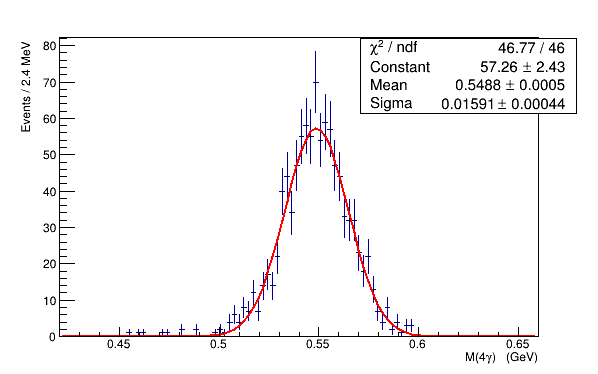 χ² / ndf 46.77 / 46
Constant 57.26 ± 2.43
Mean 0.5488 ± 0.0005
Sigma 0.01591 ± 0.00044
Events / 2.4 MeV
80
70
60
50
40
30
20
10
0
0.45 0.5 0.55 0.6 0.65
M(4γ) (GeV)